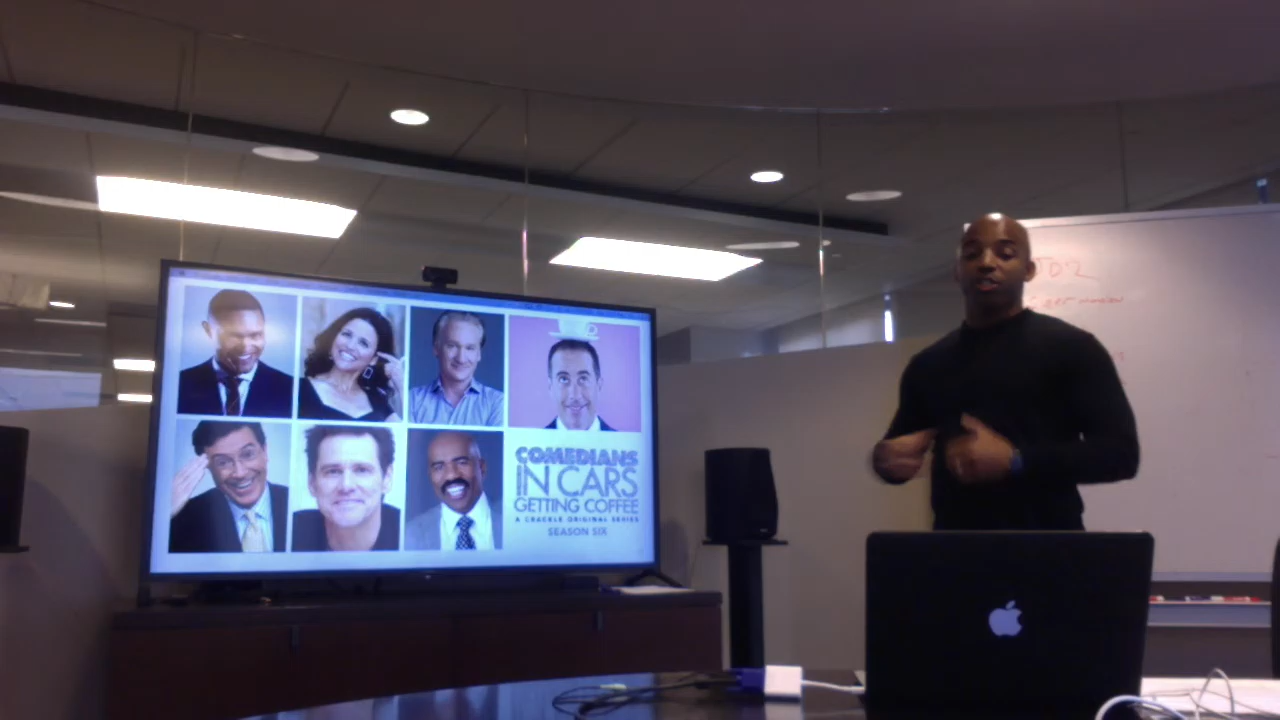 COMEDIANS
IN CARS
GETTING COFFEE
A CRACKLE ORIGINAL SERIES
SEASON SIX